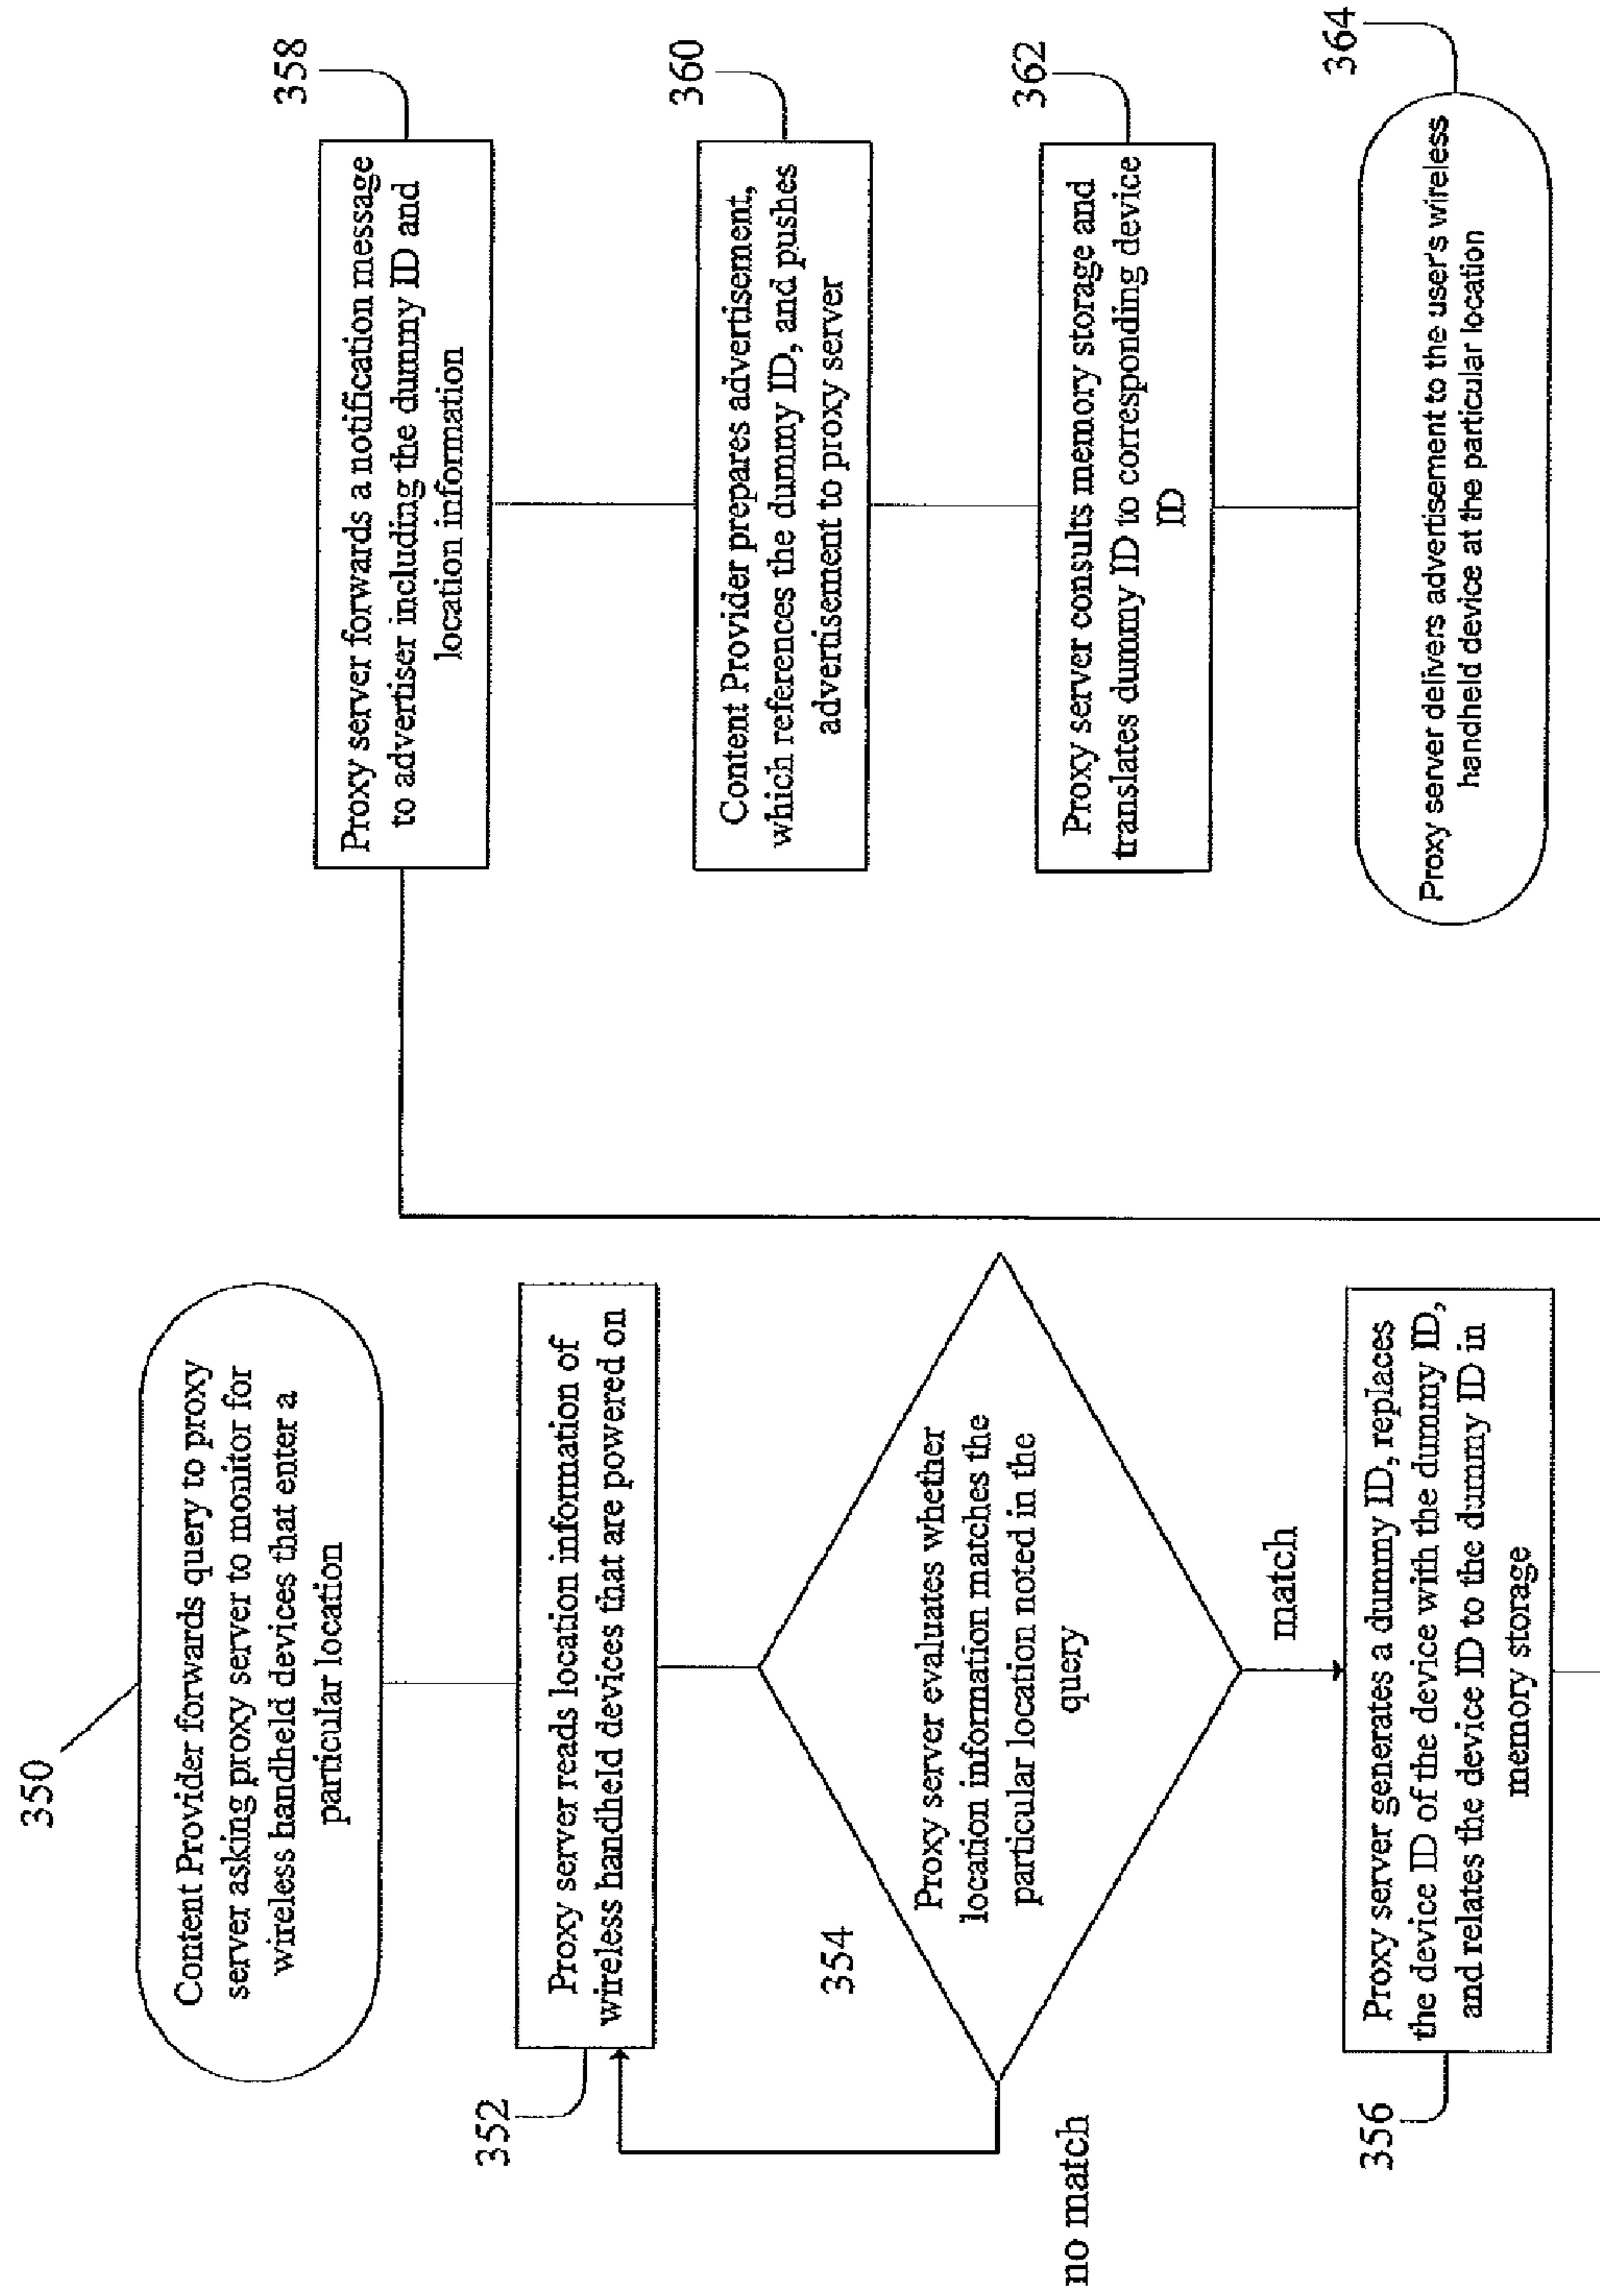 350
Content Provider forwards query to proxy
server asking proxy server to monitor for
wireless handheld devices that enter a
particular location
352
Proxy server reads location information of
wireless handheld devices that are powered on
354
Proxy server evaluates whether
location information matches the
particular location noted in the
query
no match
match
356
Proxy server generates a dummy ID, replaces
the device ID of the device with the dummy ID,
and relates the device ID to the dummy ID in
memory storage
358
Proxy server forwards a notification message
to advertiser including the dummy ID and
location information
360
Content Provider prepares advertisement,
which references the dummy ID, and pushes
advertisement to proxy server
362
Proxy server consults memory storage and
translates dummy ID to corresponding device
ID
364
Proxy server delivers advertisement to the user's wireless
handheld device at the particular location